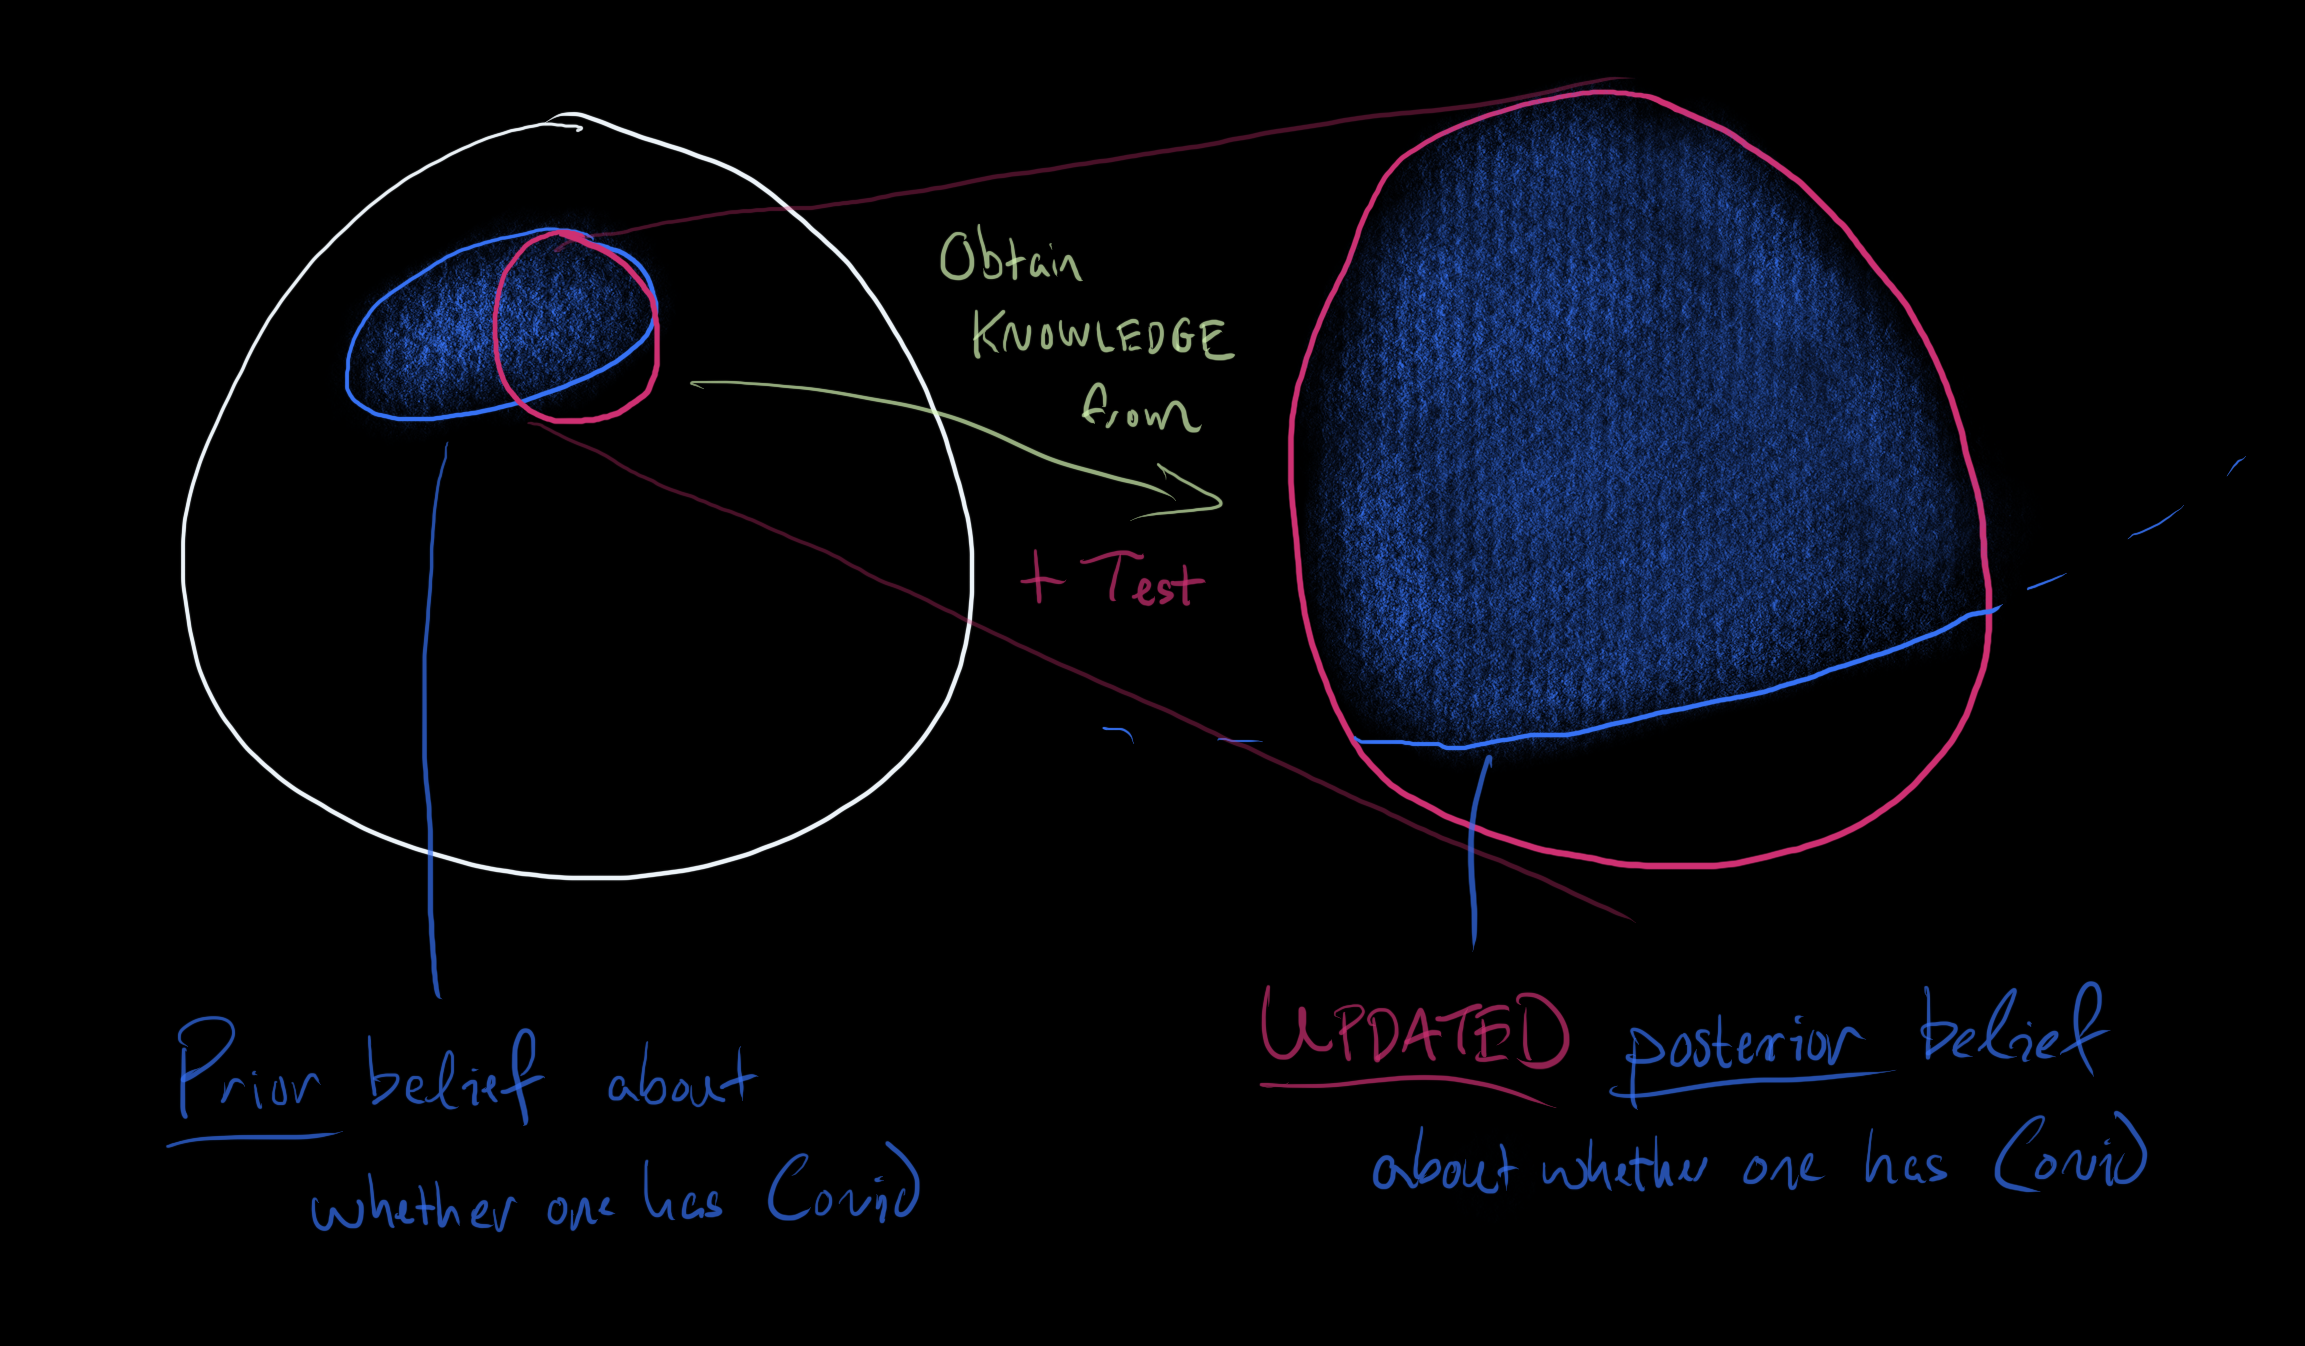 Obtain
KNOWLEDGE
from
+ Test
Prior belief about
whether one has Covid
UPDATED posterior belief
about whether one has Covid